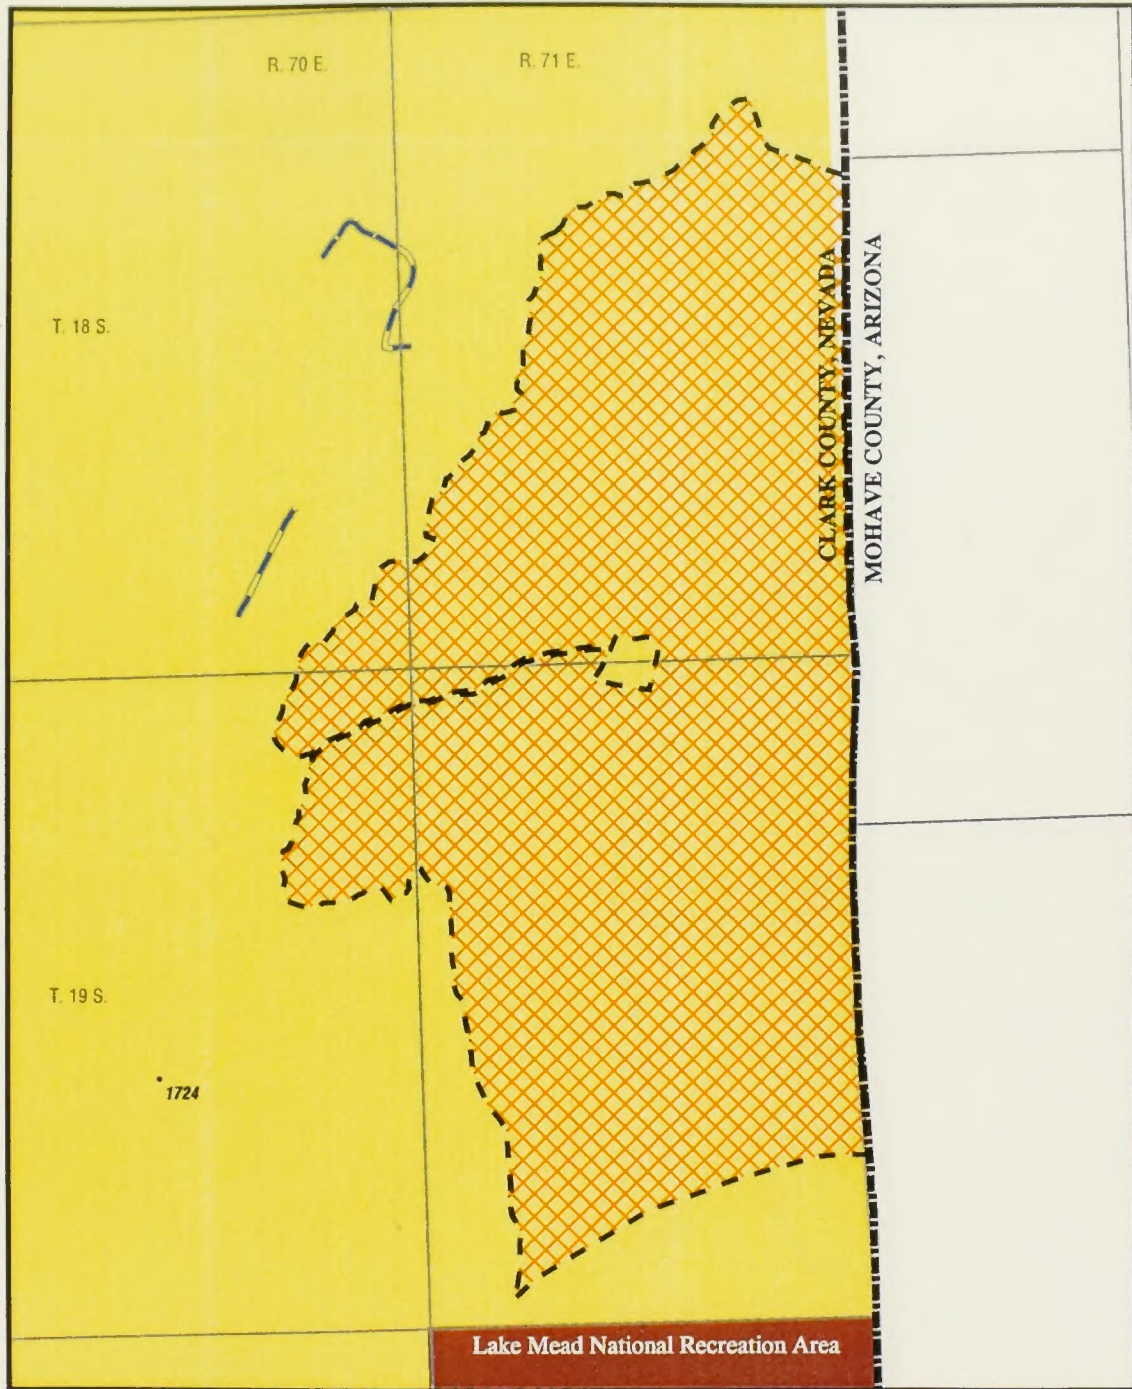 R. 70 E.
R. 71 E.
T. 18 S.
CLARK COUNTY, NEVADA
MOHAVE COUNTY, ARIZONA
T. 19 S.
1724
Lake Mead National Recreation Area